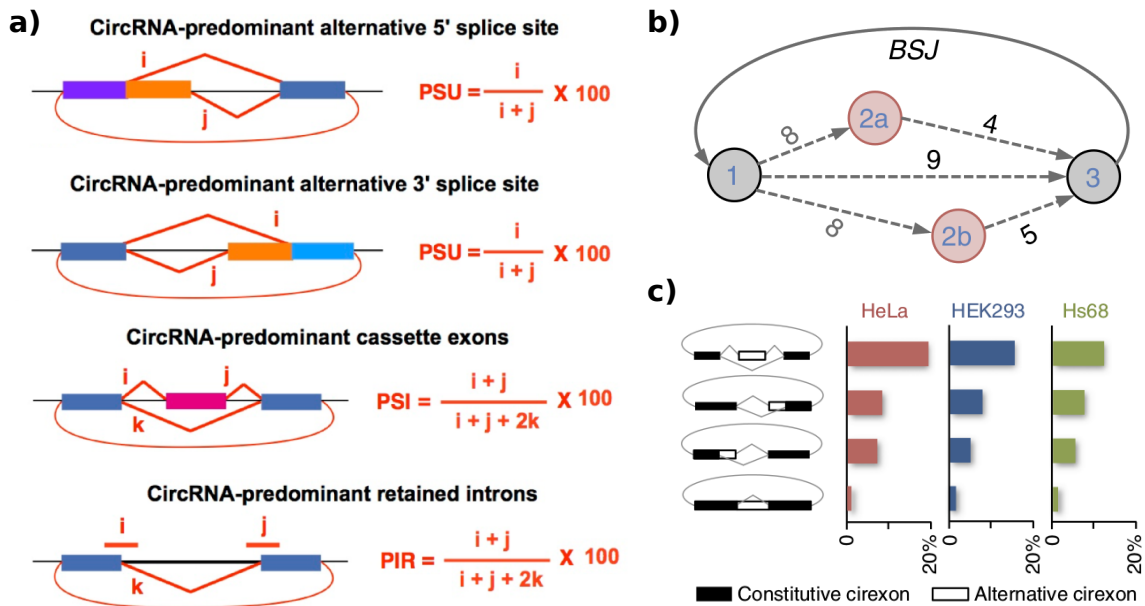 a)
CircRNA-predominant alternative 5' splice site
i
j
PSU = i / i + j X 100
CircRNA-predominant alternative 3' splice site
i
j
PSU = i / i + j X 100
CircRNA-predominant cassette exons
i j
k
PSI = i + j / i + j + 2k X 100
CircRNA-predominant retained introns
i j
k
PIR = i + j / i + j + 2k X 100
b)
BSJ
8 2a 4
1 9 3
8 2b 5
c)
HeLa HEK293 Hs68
0 20% 0 20% 0 20%
Constitutive cirexon Alternative cirexon